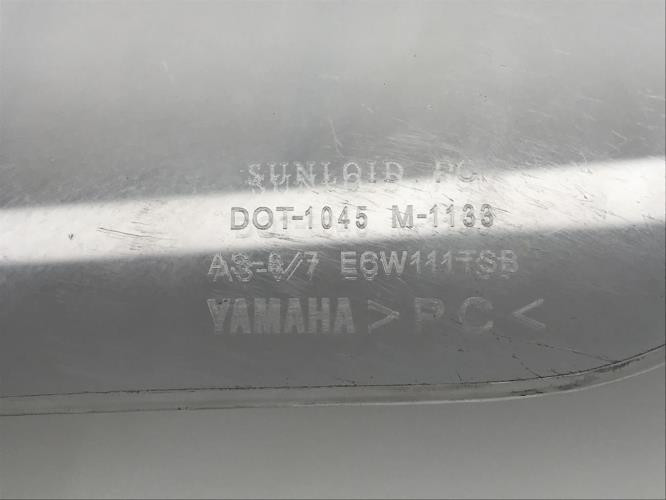 SUNLOID PC
DOT-1045 M-1133
AS-6/7 E6W111TSB
YAMAHA >PC<